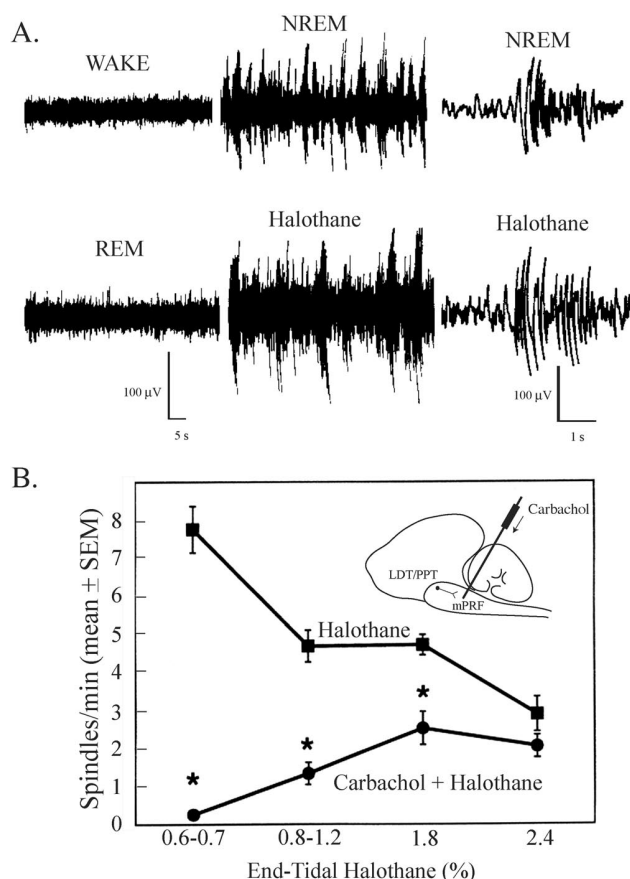 A.
WAKE
NREM
NREM
REM
Halothane
Halothane
100 μV
5 s
100 μV
1 s
B.
Spindles/min (mean ± SEM)
8
7
6
5
4
3
2
1
0
Carbachol
LDT/PPT
mPRF
Halothane
*
*
*
Carbachol + Halothane
0.6-0.7
0.8-1.2
1.8
2.4
End-Tidal Halothane (%)